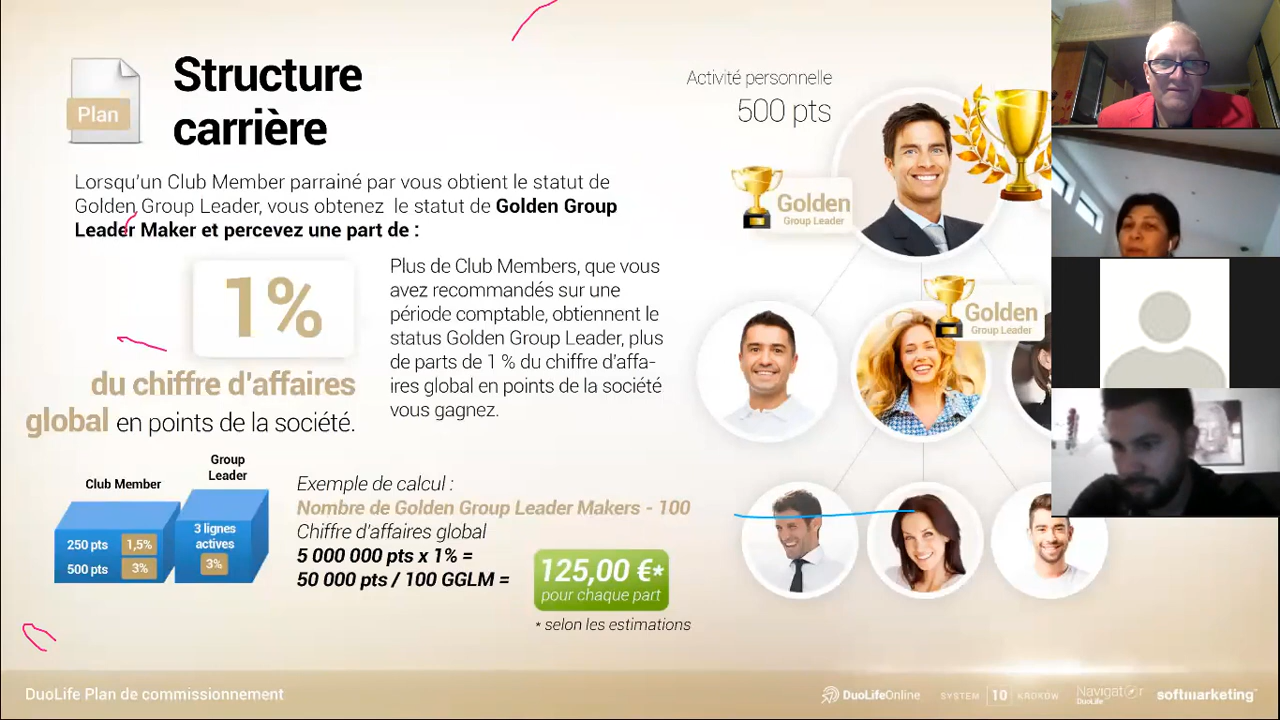 Plan
Structure
carrière
Lorsqu'un Club Member parrainé par vous obtient le statut de
Golden Group Leader, vous obtenez le statut de Golden Group
Leader Maker et percevez une part de :
1%
du chiffre d'affaires
global en points de la société.
Plus de Club Members, que vous
avez recommandés sur une
période comptable, obtiennent le
status Golden Group Leader, plus
de parts de 1 % du chiffre d'affa-
ires global en points de la société
vous gagnez.
Activité personnelle
500 pts
Golden
Group Leader
Golden
Group Leader
Club Member
Group
Leader
250 pts 1,5%
500 pts 3%
3 lignes
actives
3%
Exemple de calcul :
Nombre de Golden Group Leader Makers - 100
Chiffre d'affaires global
5 000 000 pts x 1% =
50 000 pts / 100 GGLM =
125,00 €*
pour chaque part
* selon les estimations
DuoLife Plan de commissionnement
DuoLifeOnline
SYSTEM 10 KROKÓW
Navigator
DuoLife
softmarketing